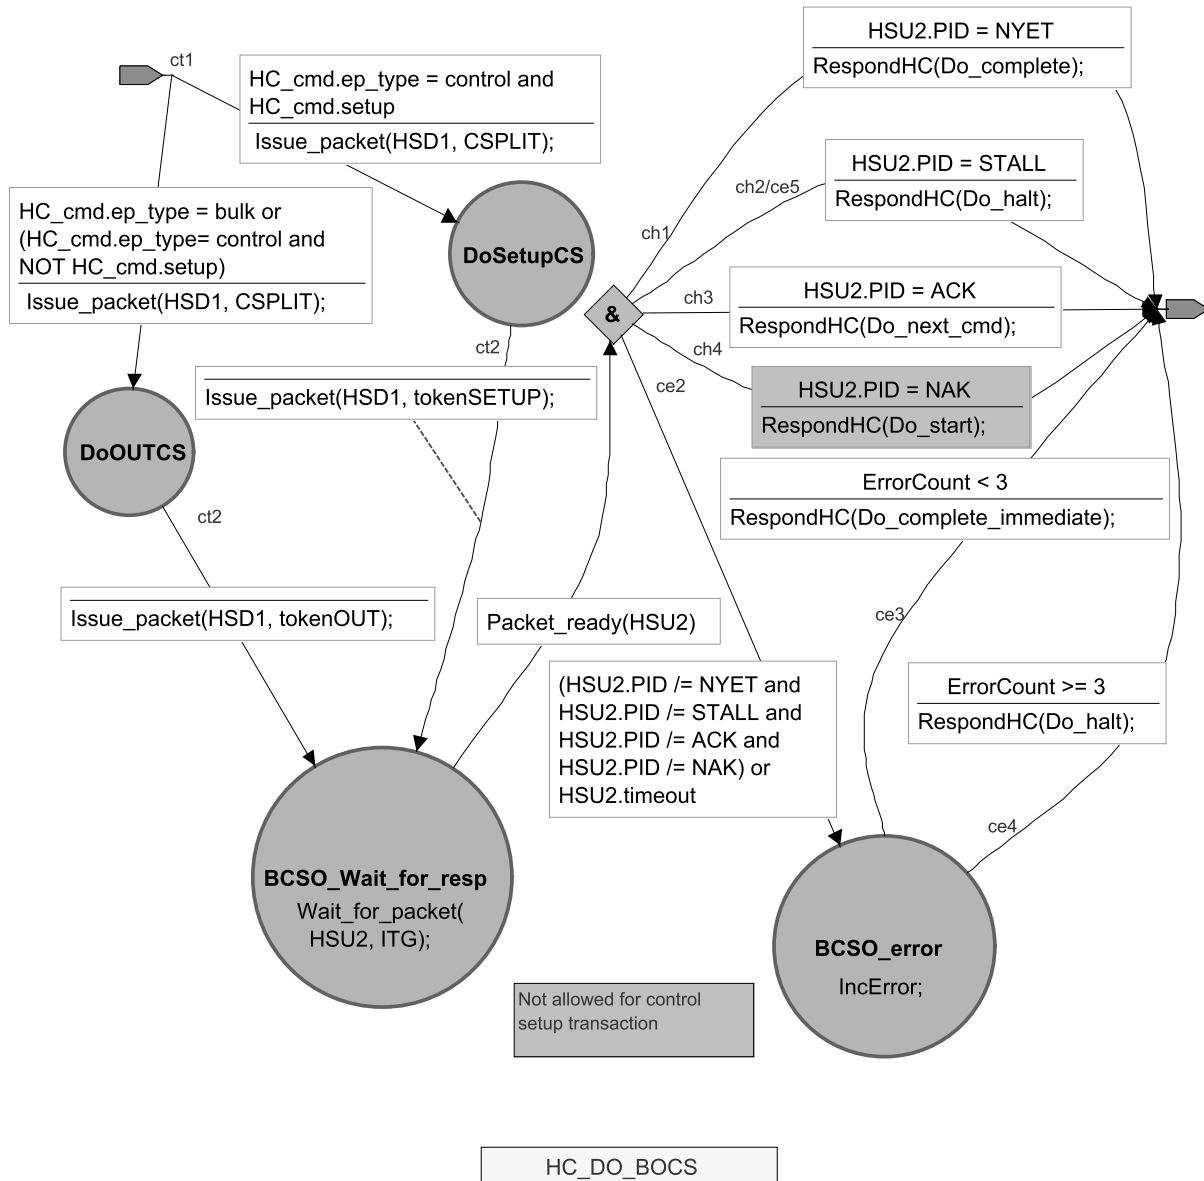 ct1
HC_cmd.ep_type = control and
HC_cmd.setup
Issue_packet(HSD1, CSPLIT);
HC_cmd.ep_type = bulk or
(HC_cmd.ep_type= control and
NOT HC_cmd.setup)
Issue_packet(HSD1, CSPLIT);
DoSetupCS
ct2
Issue_packet(HSD1, tokenSETUP);
DoOUTCS
ct2
Issue_packet(HSD1, tokenOUT);
BCSO_Wait_for_resp
Wait_for_packet(
HSU2, ITG);
Packet_ready(HSU2)
&
ch1
HSU2.PID = NYET
RespondHC(Do_complete);
ch2/ce5
HSU2.PID = STALL
RespondHC(Do_halt);
ch3
HSU2.PID = ACK
RespondHC(Do_next_cmd);
ch4
HSU2.PID = NAK
RespondHC(Do_start);
ce2
(HSU2.PID /= NYET and
HSU2.PID /= STALL and
HSU2.PID /= ACK and
HSU2.PID /= NAK) or
HSU2.timeout
ErrorCount < 3
RespondHC(Do_complete_immediate);
ce3
ErrorCount >= 3
RespondHC(Do_halt);
ce4
BCSO_error
IncError;
Not allowed for control
setup transaction
HC_DO_BOCS